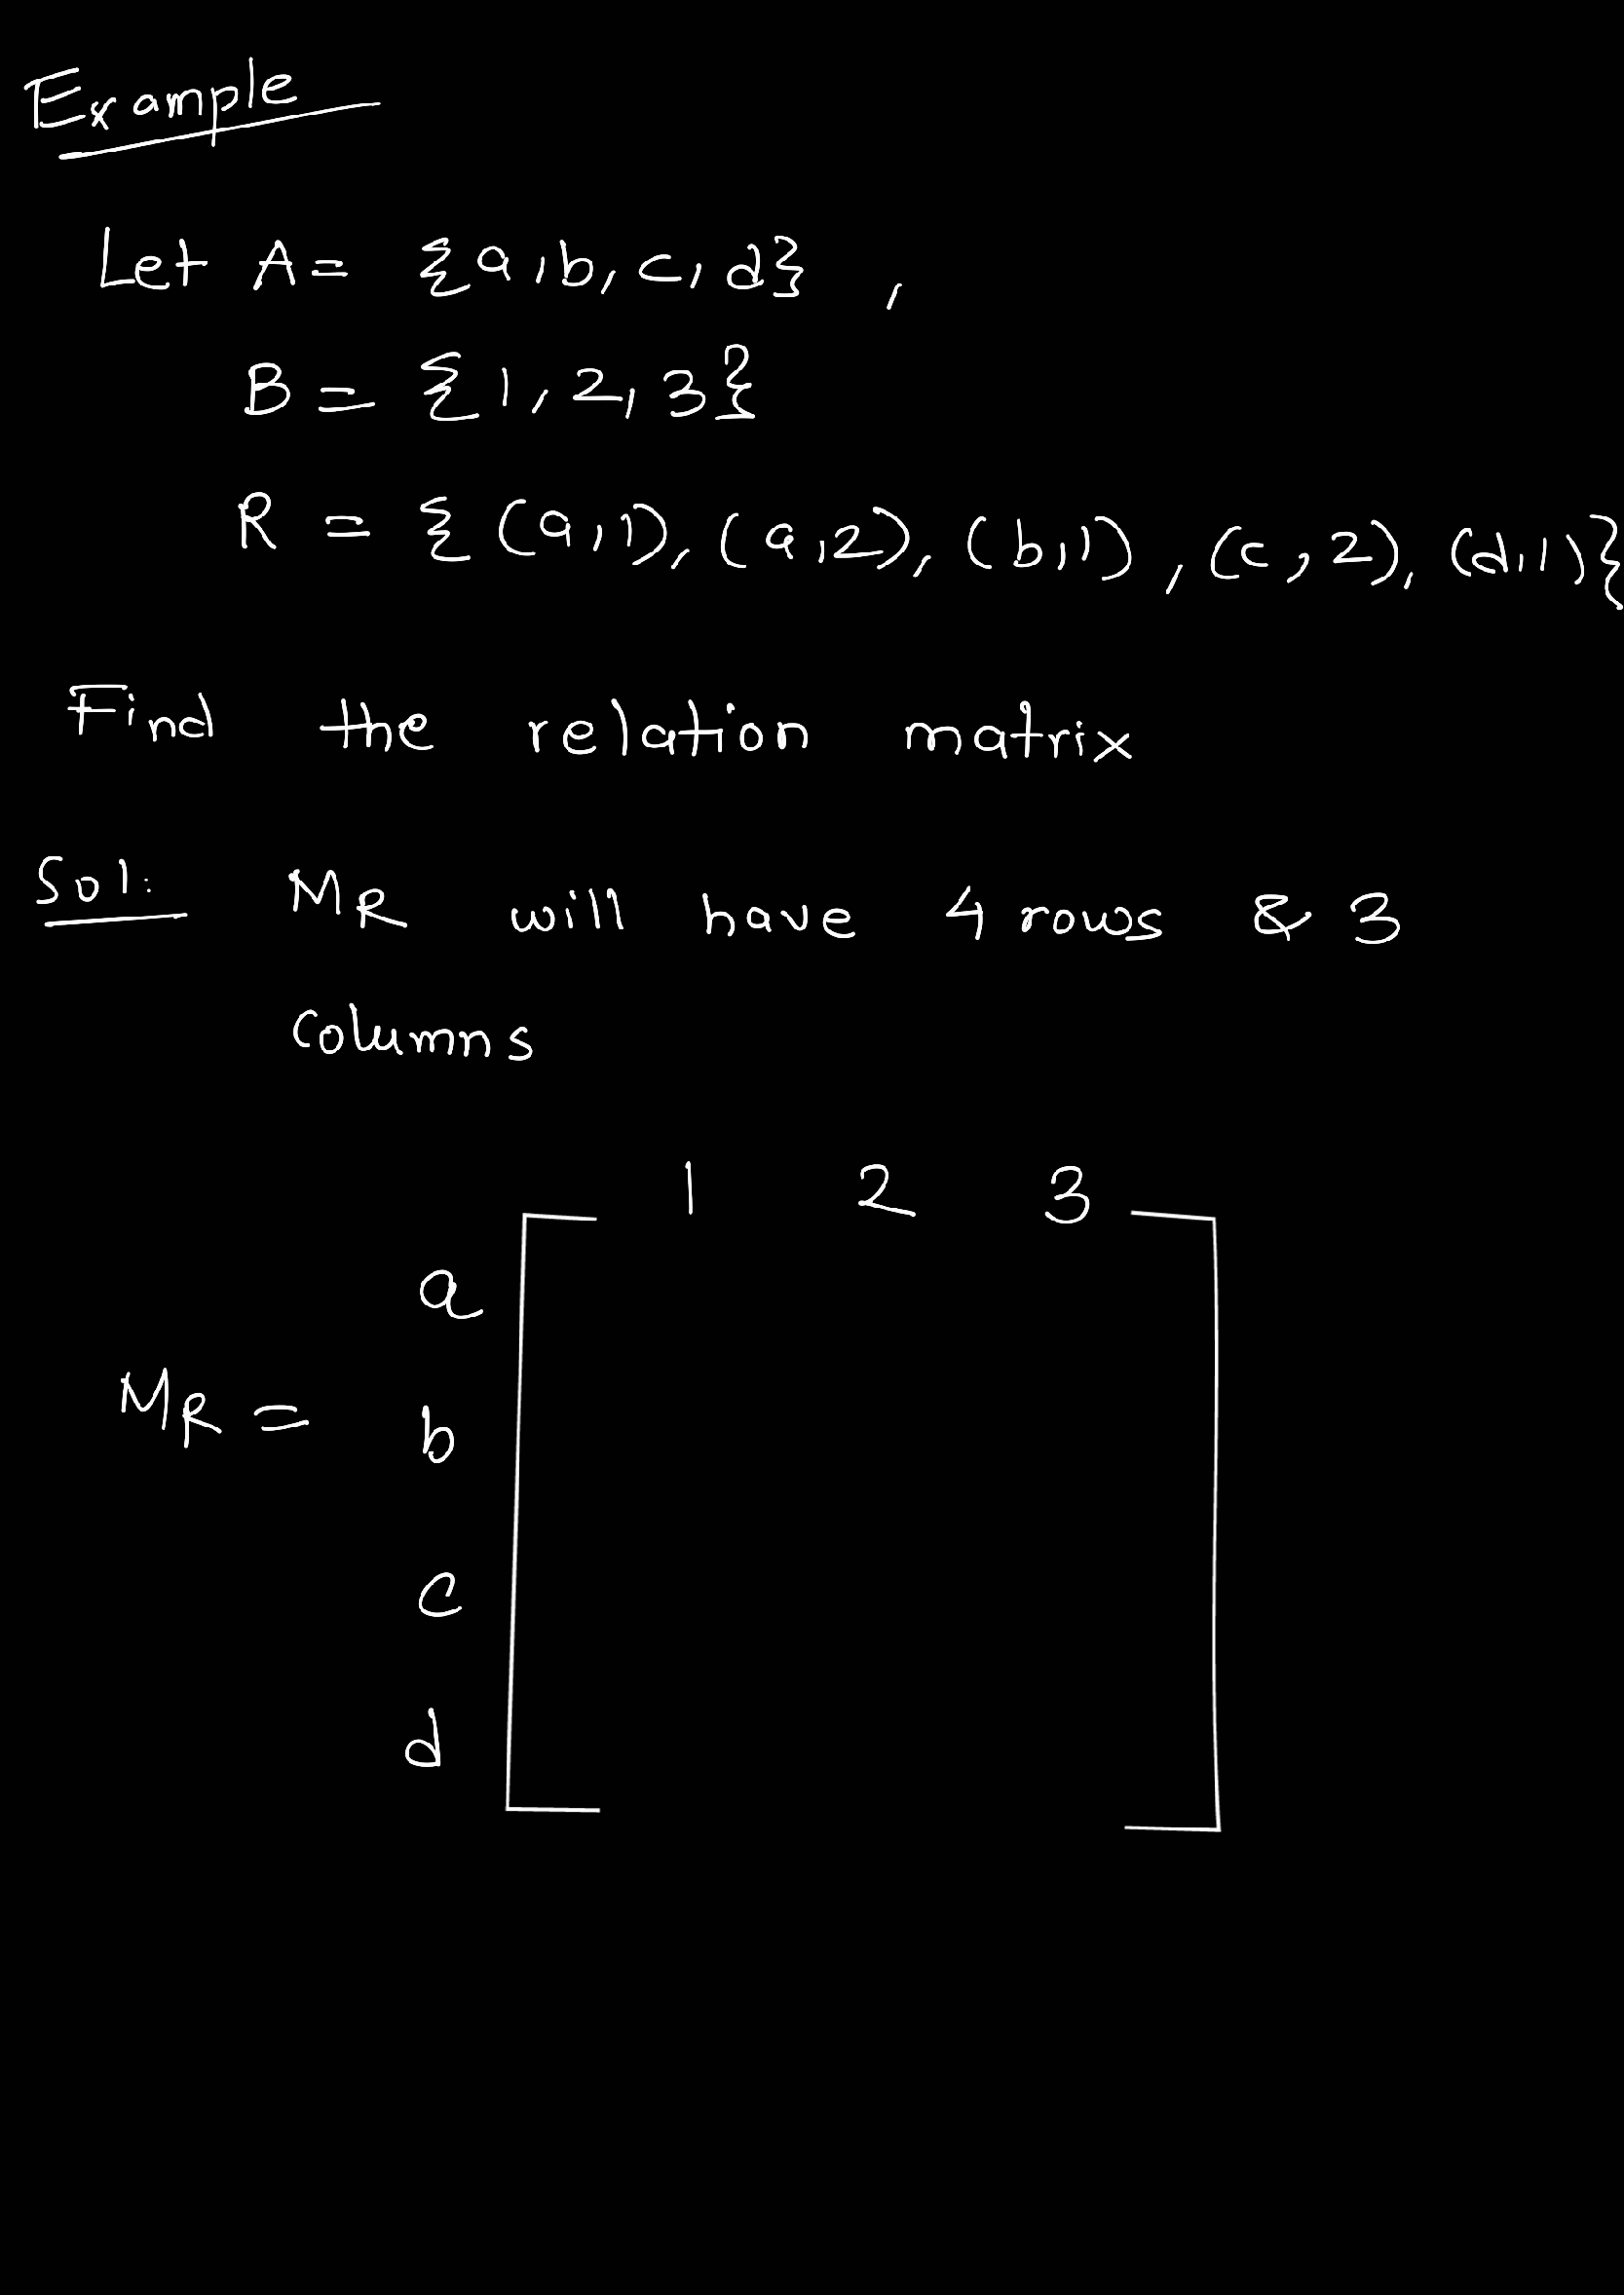 Example
Let A = {a, b, c, d} ,
B = {1, 2, 3}
R = {(a,1), (a,2), (b,1), (c,2), (d,1)}
Find the relation matrix
Sol: MR will have 4 rows & 3
columns
1 2 3
a
MR = b
c
d